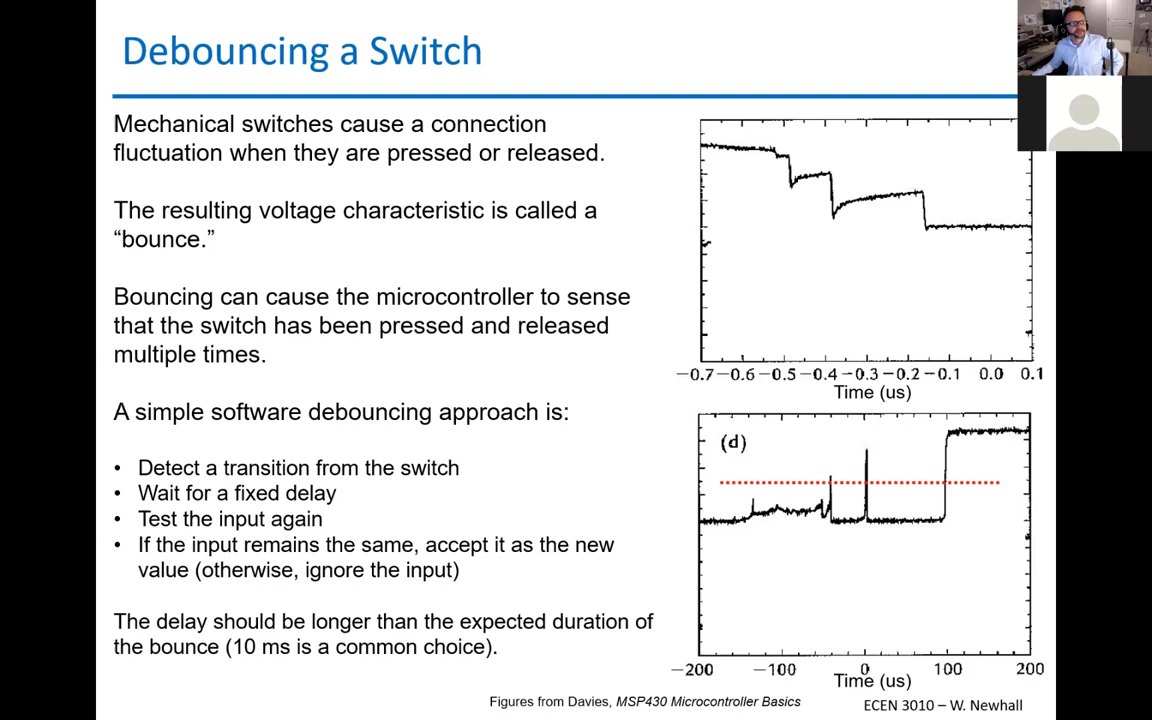 Debouncing a Switch
Mechanical switches cause a connection
fluctuation when they are pressed or released.
The resulting voltage characteristic is called a
“bounce.”
Bouncing can cause the microcontroller to sense
that the switch has been pressed and released
multiple times.
A simple software debouncing approach is:
• Detect a transition from the switch
• Wait for a fixed delay
• Test the input again
• If the input remains the same, accept it as the new
value (otherwise, ignore the input)
The delay should be longer than the expected duration of
the bounce (10 ms is a common choice).
−0.7 −0.6 −0.5 −0.4 −0.3 −0.2 −0.1 0.0 0.1
Time (us)
(d)
−200 −100 0 100 200
Time (us)
Figures from Davies, MSP430 Microcontroller Basics
ECEN 3010 – W. Newhall